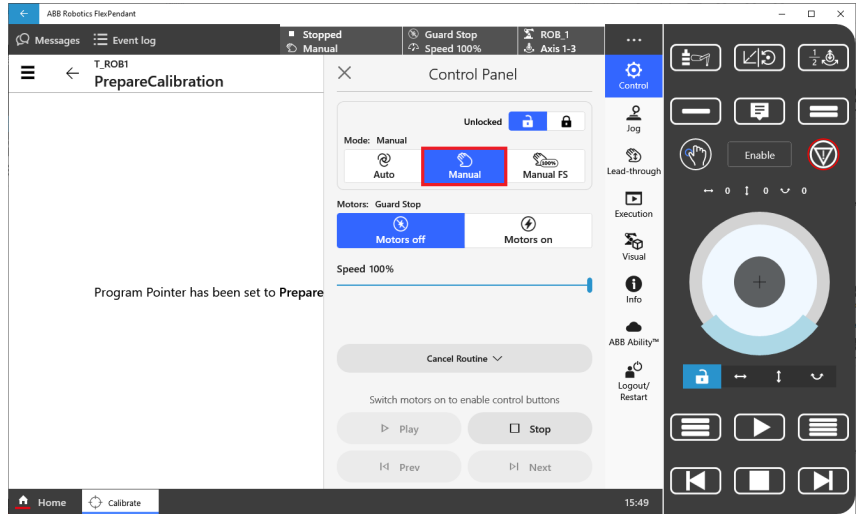 ABB Robotics FlexPendant
Messages
Event log
Stopped
Manual
Guard Stop
Speed 100%
ROB_1
Axis 1-3
T_ROB1
PrepareCalibration
Program Pointer has been set to Prepare
Control Panel
Unlocked
Mode: Manual
Auto
Manual
100%
Manual FS
Motors: Guard Stop
Motors off
Motors on
Speed 100%
Cancel Routine
Switch motors on to enable control buttons
Play
Stop
Prev
Next
Control
Jog
Lead-through
Execution
Visual
Info
ABB Ability™
Logout/
Restart
1
2
Enable
0 0 0
Home
Calibrate
15:49